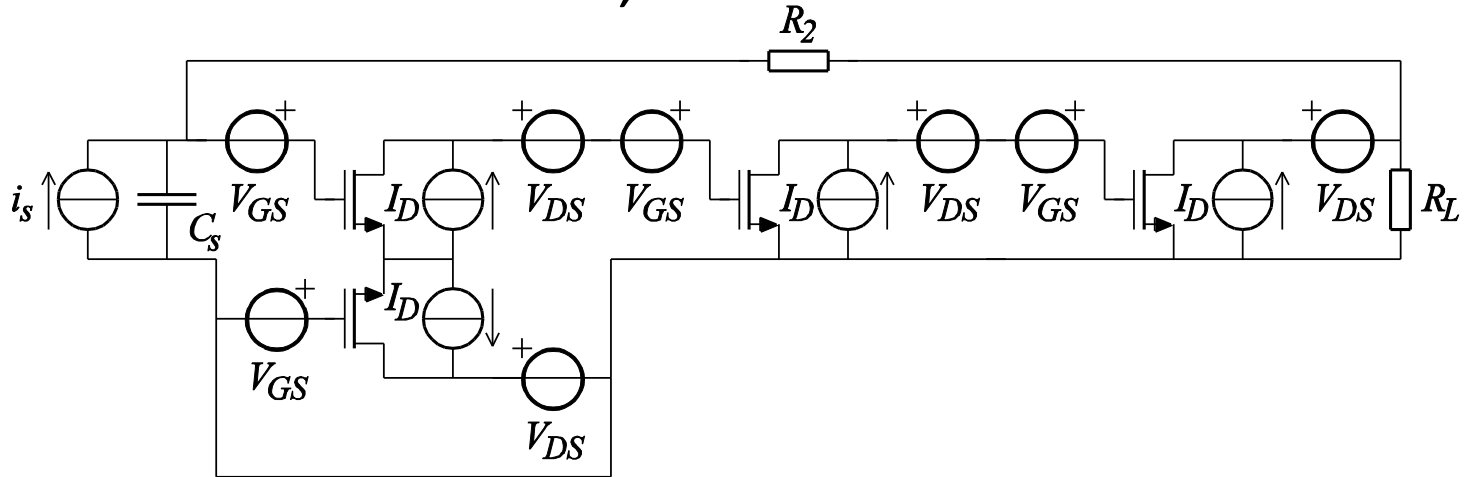 R2
+ + + + + +
is Cs VGS ID VDS VGS ID VDS VGS ID VDS RL
+ ID
VGS
+
VDS